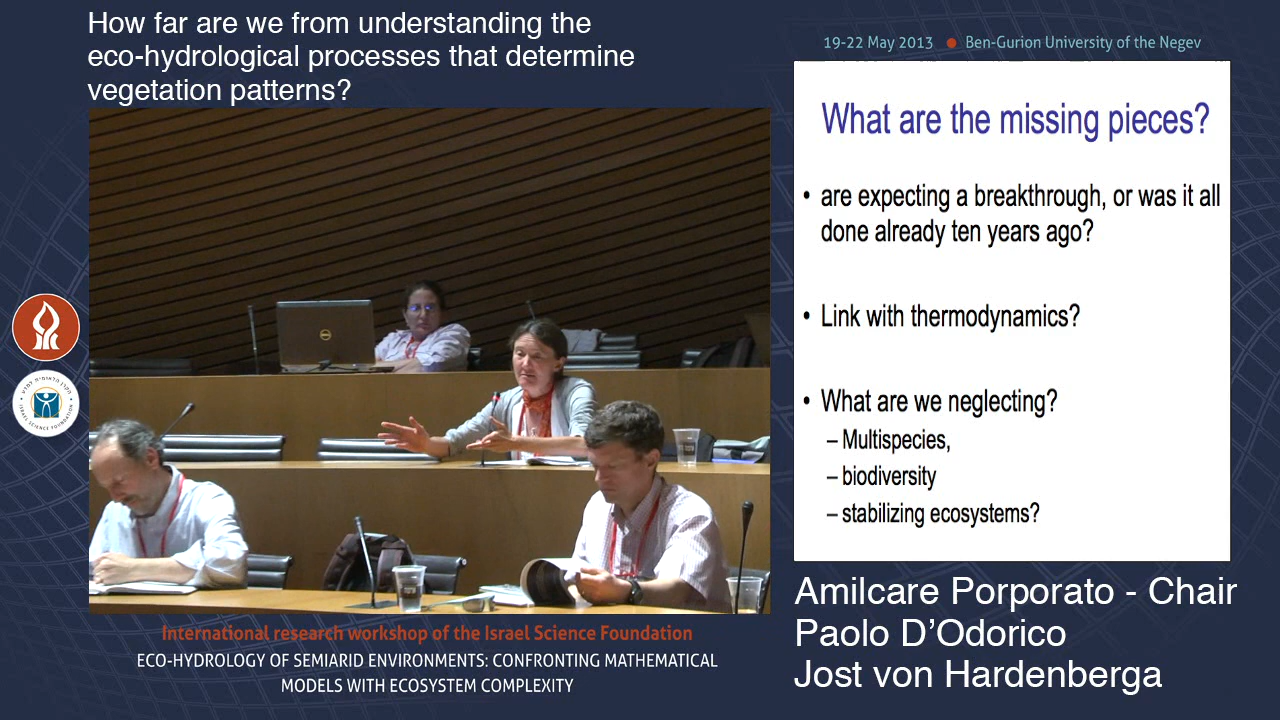 How far are we from understanding the
eco-hydrological processes that determine
vegetation patterns?
19-22 May 2013 ● Ben-Gurion University of the Negev
What are the missing pieces?
• are expecting a breakthrough, or was it all
done already ten years ago?
• Link with thermodynamics?
• What are we neglecting?
– Multispecies,
– biodiversity
– stabilizing ecosystems?
DELL
ISRAEL SCIENCE FOUNDATION
International research workshop of the Israel Science Foundation
ECO-HYDROLOGY OF SEMIARID ENVIRONMENTS: CONFRONTING MATHEMATICAL
MODELS WITH ECOSYSTEM COMPLEXITY
Amilcare Porporato - Chair
Paolo D’Odorico
Jost von Hardenberga